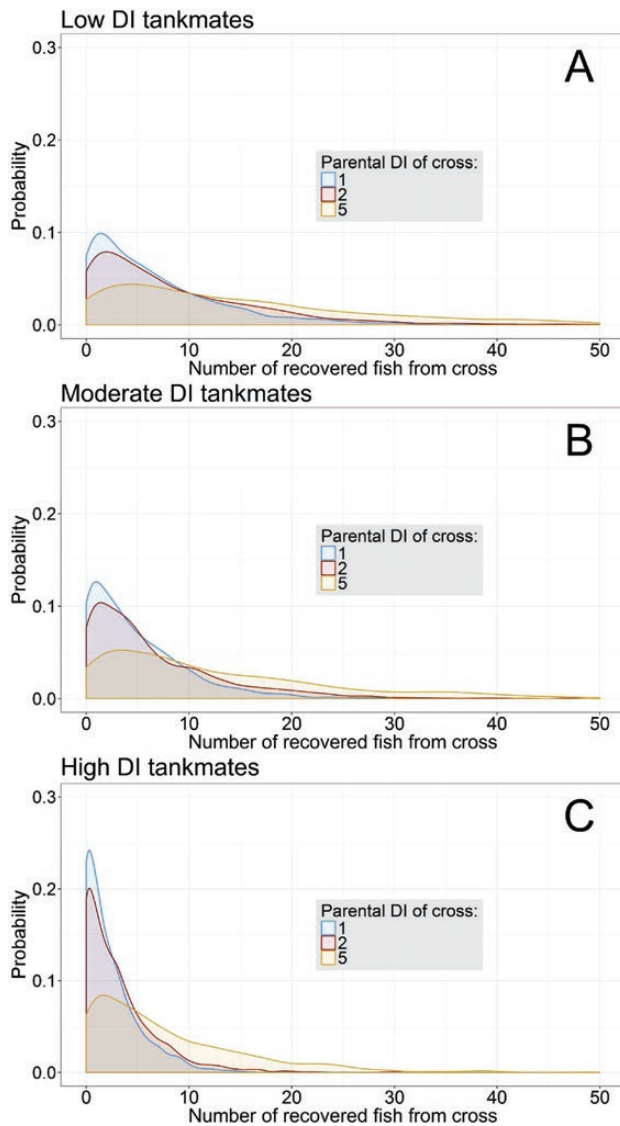 Low DI tankmates
A
0.3
0.2
0.1
0.0
Probability
Parental DI of cross:
1
2
5
0 10 20 30 40 50
Number of recovered fish from cross
Moderate DI tankmates
B
0.3
0.2
0.1
0.0
Probability
Parental DI of cross:
1
2
5
0 10 20 30 40 50
Number of recovered fish from cross
High DI tankmates
C
0.3
0.2
0.1
0.0
Probability
Parental DI of cross:
1
2
5
0 10 20 30 40 50
Number of recovered fish from cross